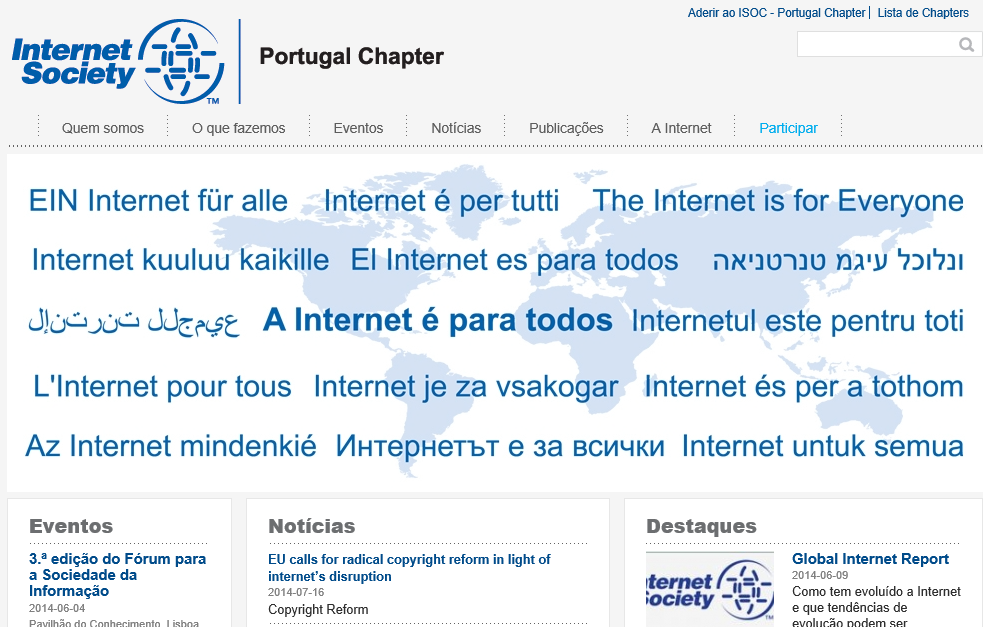 Aderir ao ISOC - Portugal Chapter | Lista de Chapters
Internet
Society
TM
Portugal Chapter
Quem somos
O que fazemos
Eventos
Notícias
Publicações
A Internet
Participar
EIN Internet für alle
Internet é per tutti
The Internet is for Everyone
Internet kuuluu kaikille
El Internet es para todos
ונלוכל עיגמ טנרטניאה
عيمجلل تنرتنإل
A Internet é para todos
Internetul este pentru toti
L'Internet pour tous
Internet je za vsakogar
Internet és per a tothom
Az Internet mindenkié
Интернетът е за всички
Internet untuk semua
Eventos
3.ª edição do Fórum para
a Sociedade da
Informação
2014-06-04
Pavilhão do Conhecimento, Lisboa
Notícias
EU calls for radical copyright reform in light of
internet's disruption
2014-07-16
Copyright Reform
Destaques
nternet
Society
TM
Global Internet Report
2014-06-09
Como tem evoluído a Internet
e que tendências de
evolução podem ser